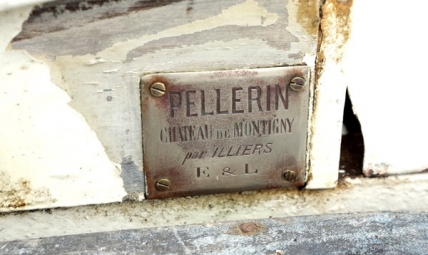 PELLERIN
CHATEAU DE MONTIGNY
par ILLIERS
E & L